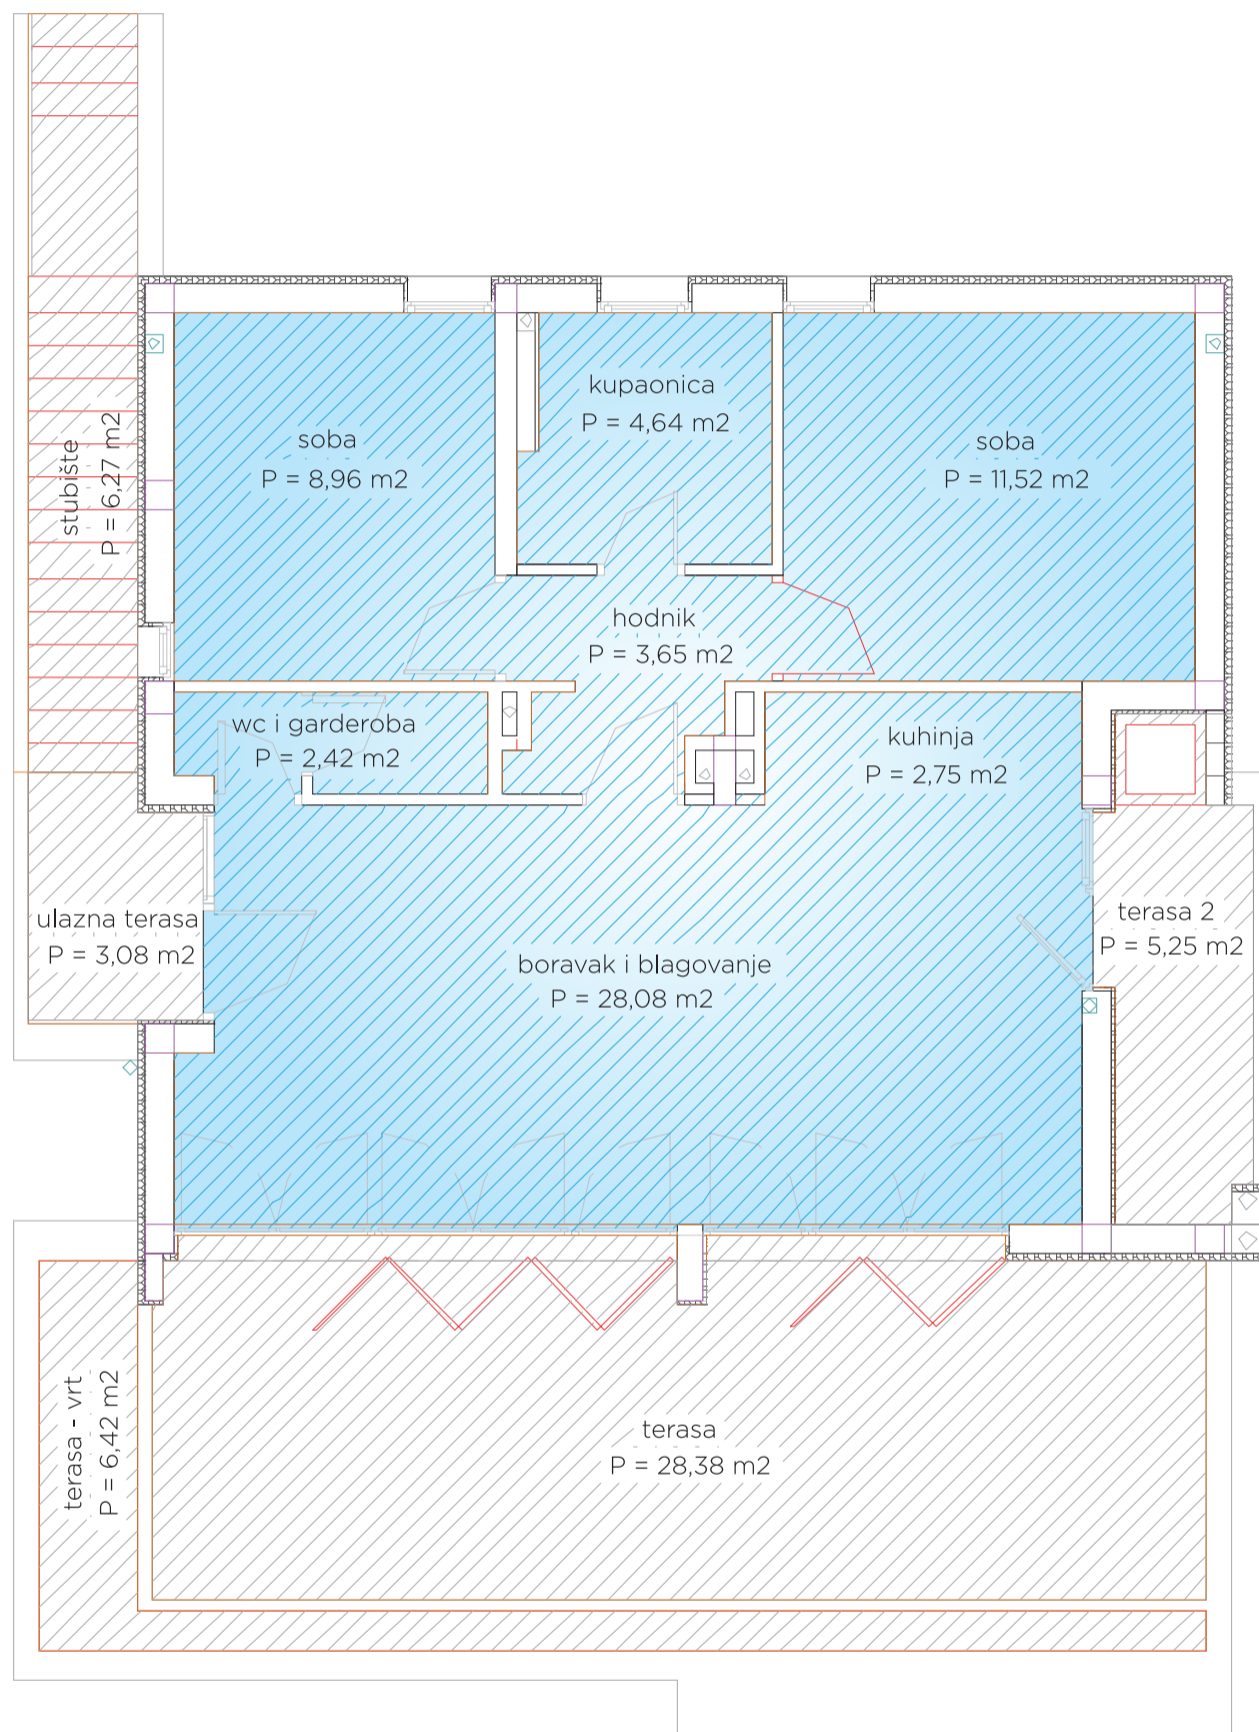 kupaonica
P = 4,64 m2
soba
P = 8,96 m2
soba
P = 11,52 m2
stubište
P = 6,27 m2
hodnik
P = 3,65 m2
wc i garderoba
P = 2,42 m2
kuhinja
P = 2,75 m2
ulazna terasa
P = 3,08 m2
terasa 2
P = 5,25 m2
boravak i blagovanje
P = 28,08 m2
terasa - vrt
P = 6,42 m2
terasa
P = 28,38 m2